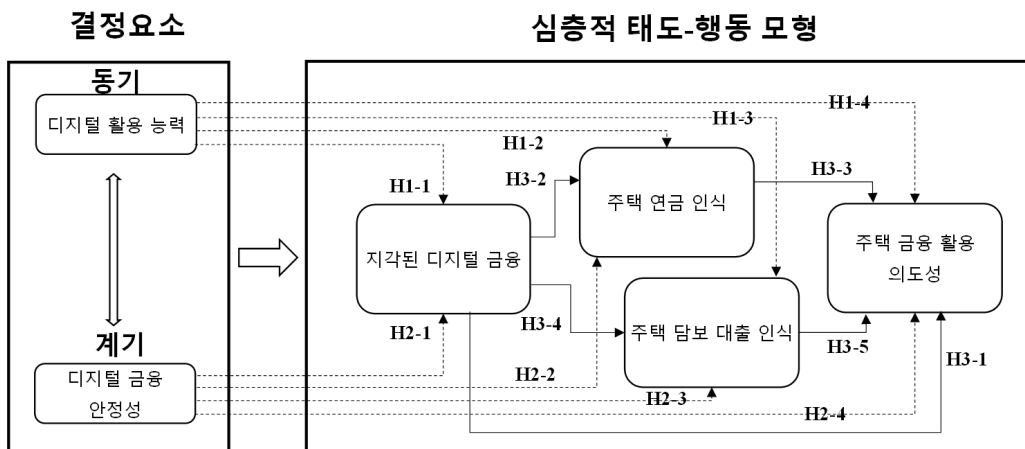 결정요소
심층적 태도-행동 모형
동기
디지털 활용 능력
H1-4
H1-3
H1-2
H1-1
H3-2
주택 연금 인식
H3-3
지각된 디지털 금융
주택 금융 활용
의도성
계기
H2-1
H3-4
주택 담보 대출 인식
H3-5
H3-1
디지털 금융
안정성
H2-2
H2-3
H2-4